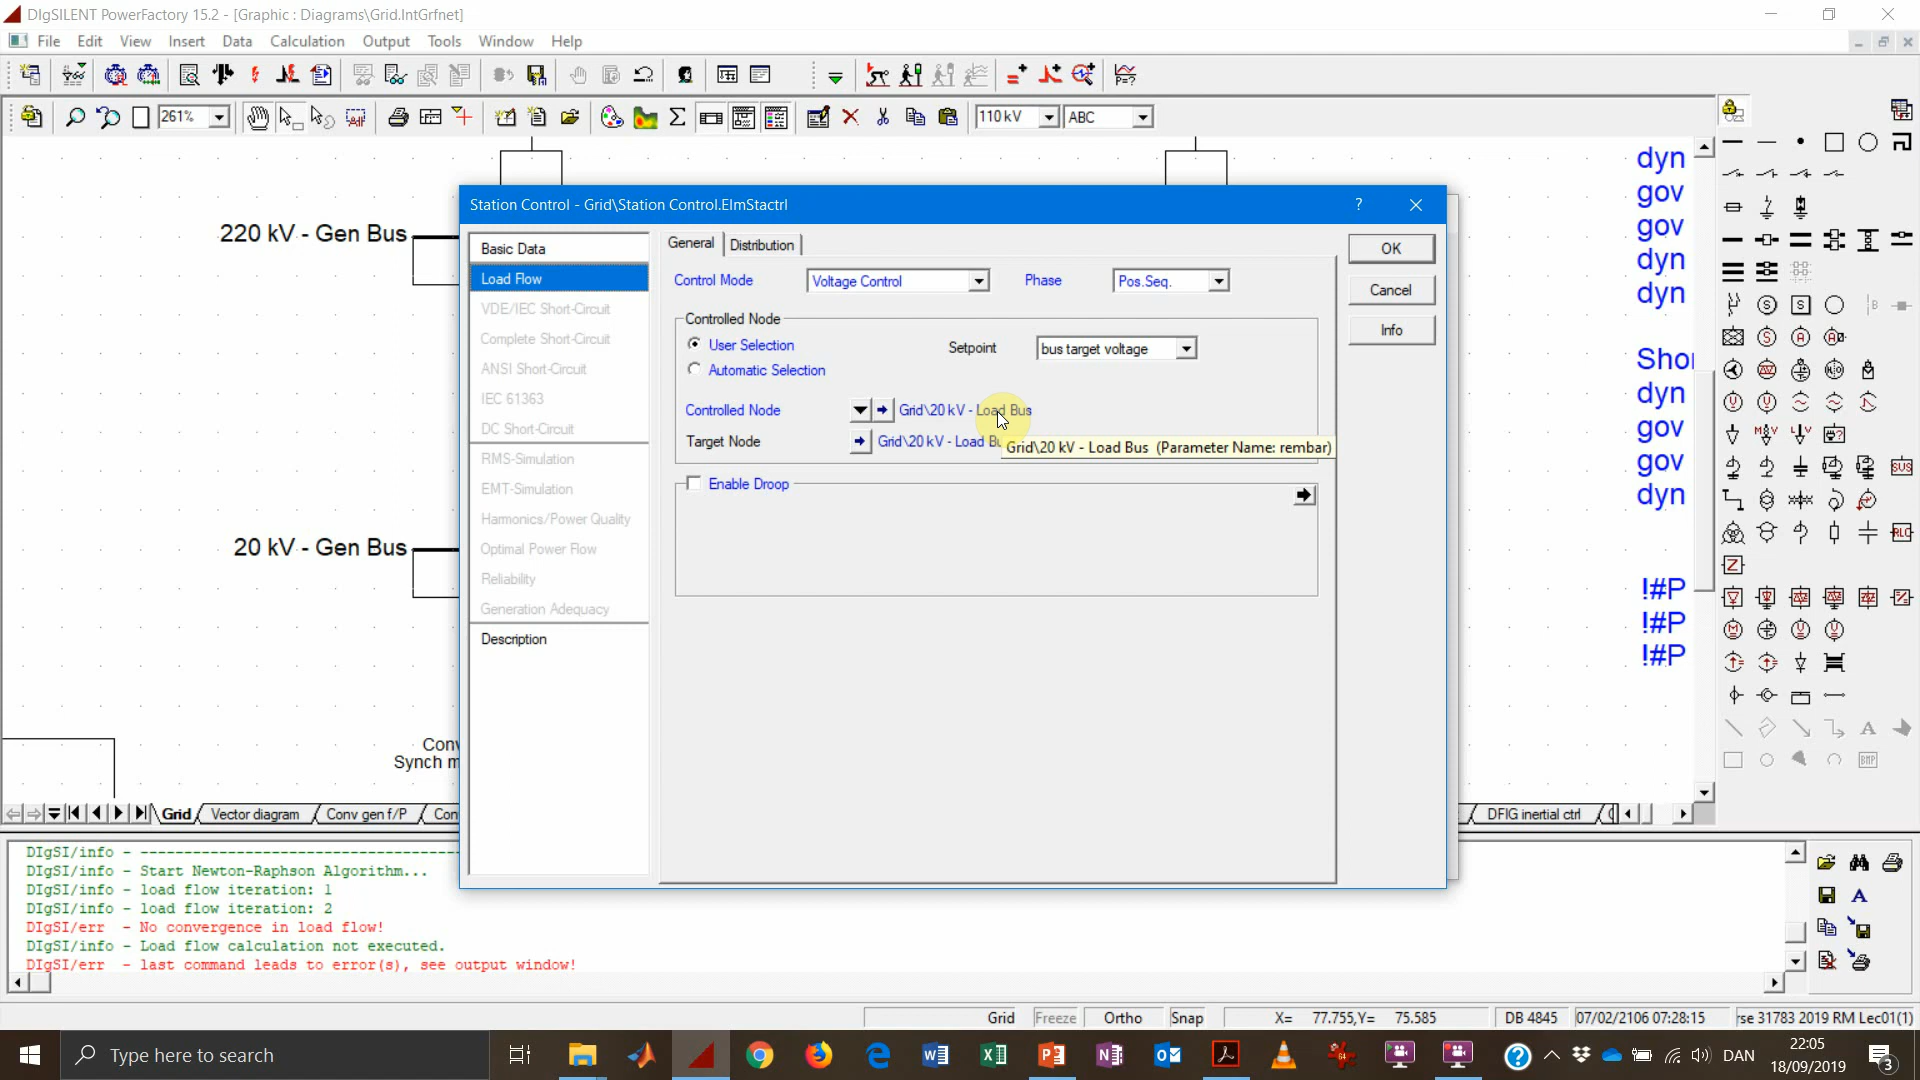 DIgSILENT PowerFactory 15.2 - [Graphic : Diagrams\Grid.IntGrfnet]
File Edit View Insert Data Calculation Output Tools Window Help
261% 110 kV ABC
dyn
gov
gov
dyn
dyn
Shor
dyn
gov
gov
dyn
!#P
!#P
!#P
220 kV - Gen Bus
20 kV - Gen Bus
Conv
Synch m
Station Control - Grid\Station Control.ElmStactrl
?
Basic Data
Load Flow
VDE/IEC Short-Circuit
Complete Short-Circuit
ANSI Short-Circuit
IEC 61363
DC Short-Circuit
RMS-Simulation
EMT-Simulation
Harmonics/Power Quality
Optimal Power Flow
Reliability
Generation Adequacy
Description
General Distribution
Control Mode Voltage Control Phase Pos.Seq.
Controlled Node
User Selection Setpoint bus target voltage
Automatic Selection
Controlled Node Grid\20 kV - Load Bus
Target Node Grid\20 kV - Load Bu
Grid\20 kV - Load Bus (Parameter Name: rembar)
Enable Droop
OK
Cancel
Info
Grid Vector diagram Conv gen f/P Con DFIG inertial ctrl
DIgSI/info - 
DIgSI/info - Start Newton-Raphson Algorithm...
DIgSI/info - load flow iteration: 1
DIgSI/info - load flow iteration: 2
DIgSI/err - No convergence in load flow!
DIgSI/info - Load flow calculation not executed.
DIgSI/err - last command leads to error(s), see output window!
Grid Freeze Ortho Snap X= 77.755,Y= 75.585 DB 4845 07/02/2106 07:28:15 rse 31783 2019 RM Lec01(1)
Type here to search
DAN
22:05
18/09/2019
3